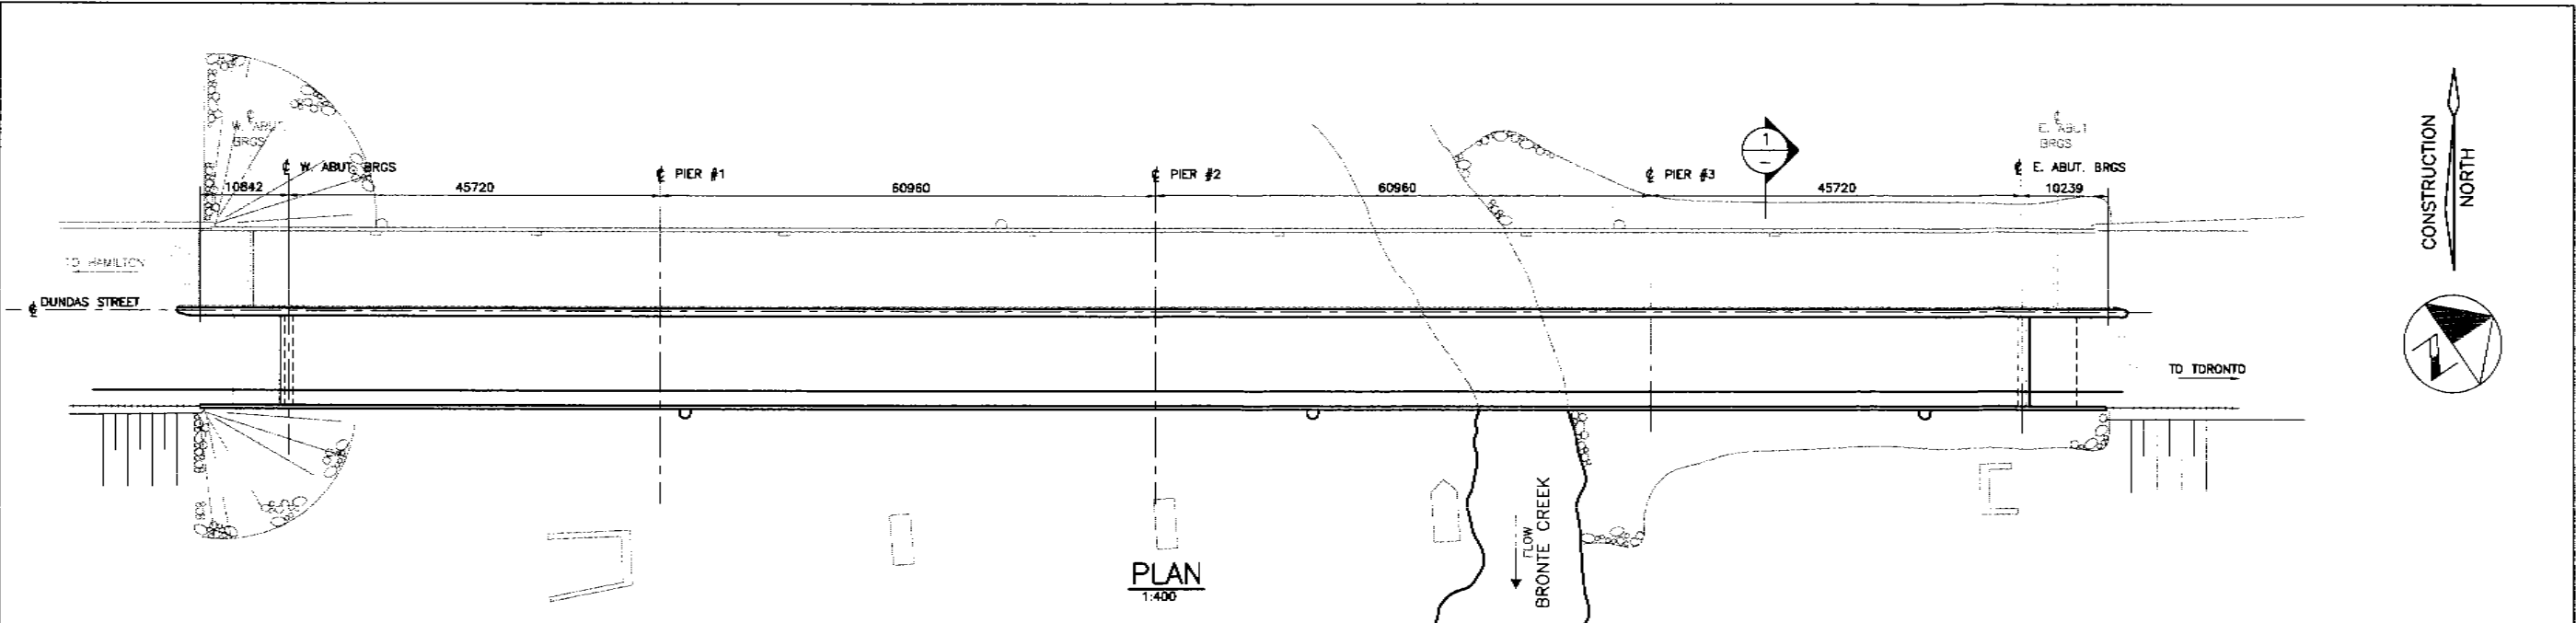 ℄
W. ABUT.
BRGS
℄ W. ABUT. BRGS
℄ PIER #1
℄ PIER #2
℄ PIER #3
1
–
℄
E. ABUT
BRGS
℄ E. ABUT. BRGS
10842
45720
60960
60960
45720
10239
CONSTRUCTION
NORTH
TO HAMILTON
℄ DUNDAS STREET
N
TO TORONTO
FLOW
BRONTE CREEK
PLAN
1:400